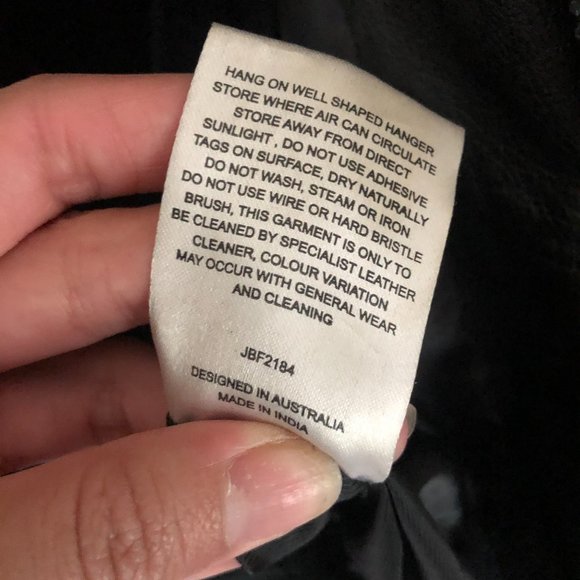 HANG ON WELL SHAPED HANGER
STORE WHERE AIR CAN CIRCULATE
STORE AWAY FROM DIRECT
SUNLIGHT , DO NOT USE ADHESIVE
TAGS ON SURFACE, DRY NATURALLY
DO NOT WASH, STEAM OR IRON
DO NOT USE WIRE OR HARD BRISTLE
BRUSH, THIS GARMENT IS ONLY TO
BE CLEANED BY SPECIALIST LEATHER
CLEANER, COLOUR VARIATION
MAY OCCUR WITH GENERAL WEAR
AND CLEANING
JBF2184
DESIGNED IN AUSTRALIA
MADE IN INDIA